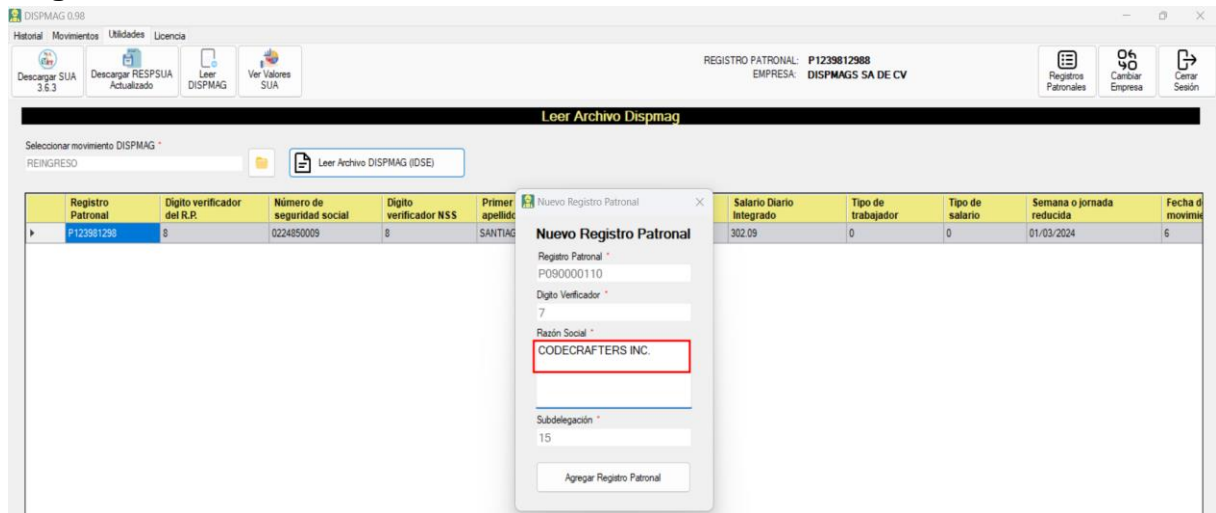 DISPMAG 0.98
Historial Movimientos Utilidades Licencia
Descargar SUA 3.6.3
Descargar RESPSUA Actualizado
Leer DISPMAG
Ver Valores SUA
REGISTRO PATRONAL: P1239812988
EMPRESA: DISPMAGS SA DE CV
Registros Patronales
Cambiar Empresa
Cerrar Sesión
Leer Archivo Dispmag
Seleccionar movimiento DISPMAG *
REINGRESO
Leer Archivo DISPMAG (IDSE)
Registro Patronal
Digito verificador del R.P.
Número de seguridad social
Digito verificador NSS
Primer apellido
Salario Diario Integrado
Tipo de trabajador
Tipo de salario
Semana o jornada reducida
Fecha d
movimie
P123981298 8 0224850009 8 SANTIAG 302.09 0 0 01/03/2024 6
Nuevo Registro Patronal
Nuevo Registro Patronal
Registro Patronal *
P090000110
Digito Verificador *
7
Razón Social *
CODECRAFTERS INC.
Subdelegación *
15
Agregar Registro Patronal